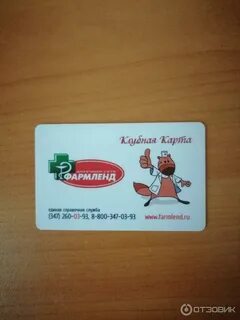 Клубная Карта
ФАРМЛЕНД
единая справочная служба
(347) 260-03-93, 8-800-347-03-93
www.farmlend.ru
ОТЗОВИК